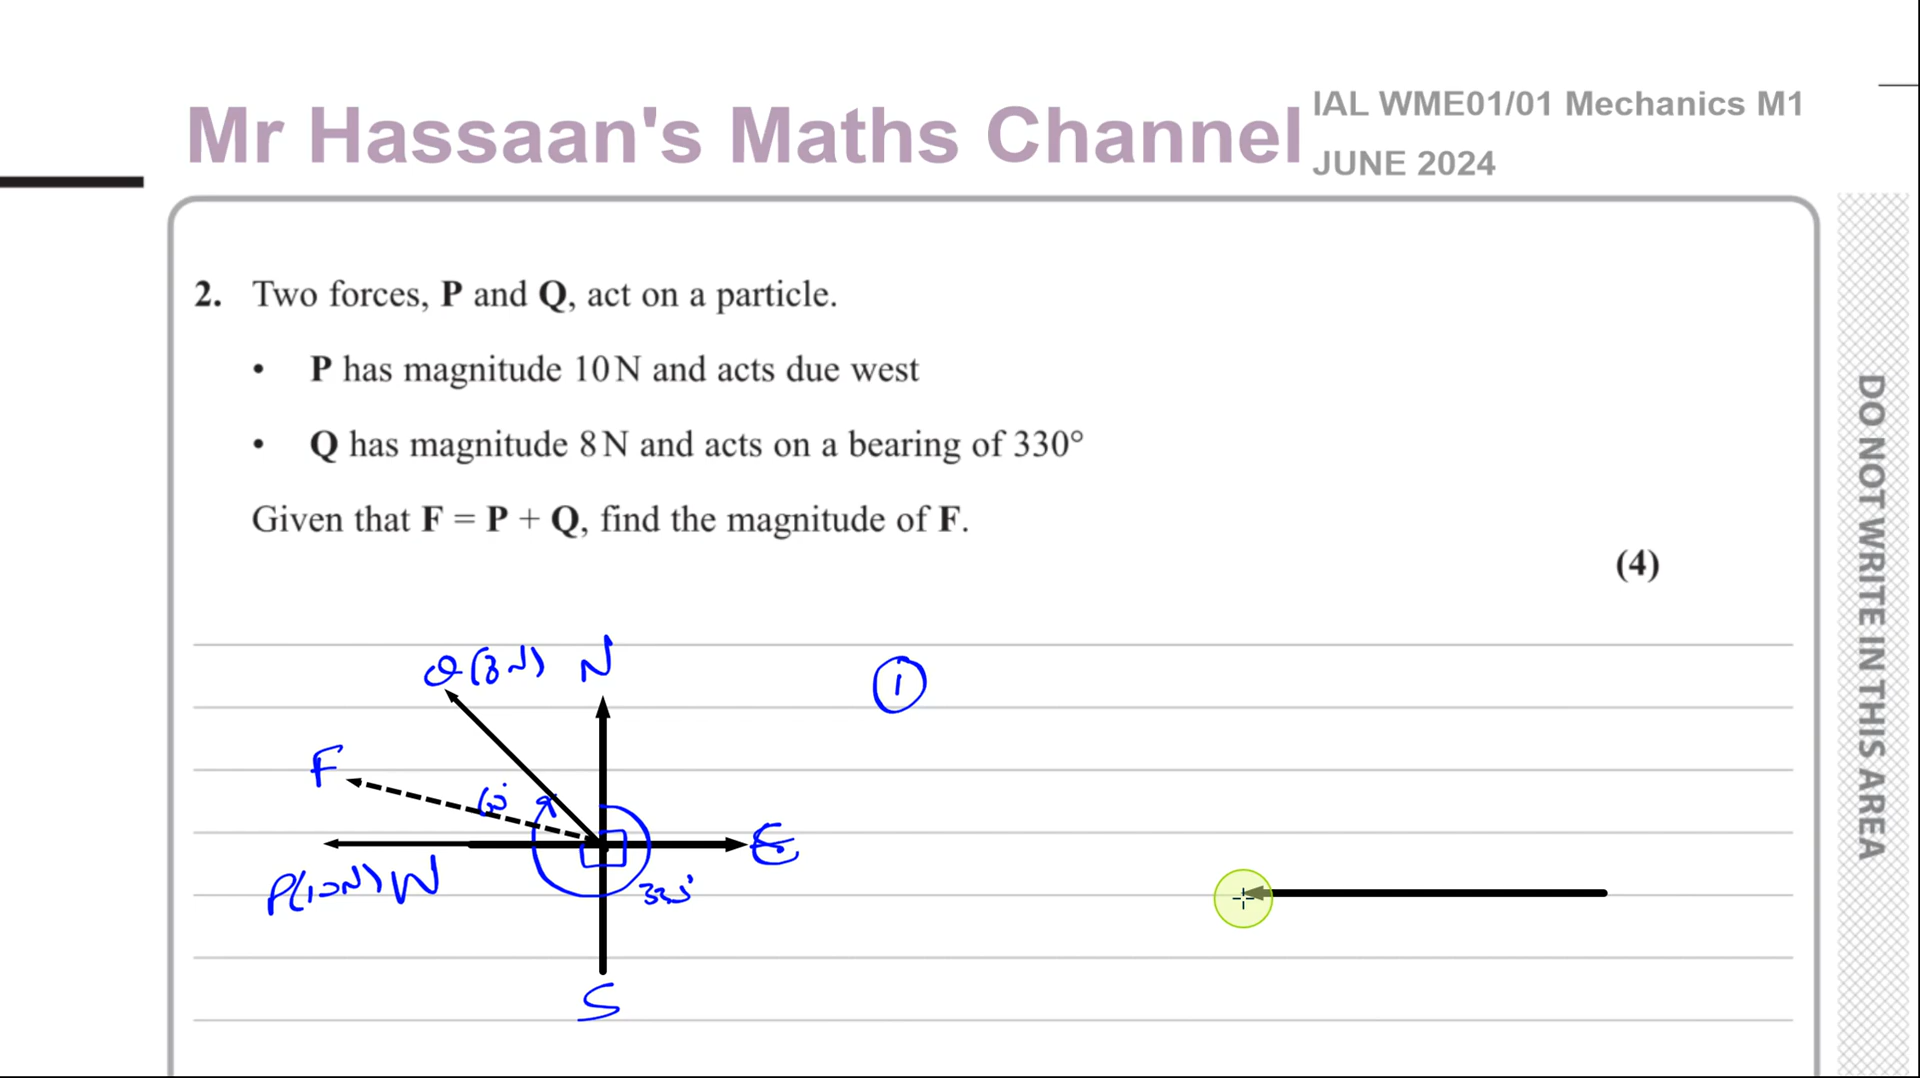 Mr Hassaan's Maths Channel
IAL WME01/01 Mechanics M1
JUNE 2024
2. Two forces, P and Q, act on a particle.
• P has magnitude 10 N and acts due west
• Q has magnitude 8 N and acts on a bearing of 330°
Given that F = P + Q, find the magnitude of F.
(4)
Q (8N) N
1
F
60°
E
P(10N) W
330°
S
DO NOT WRITE IN THIS AREA